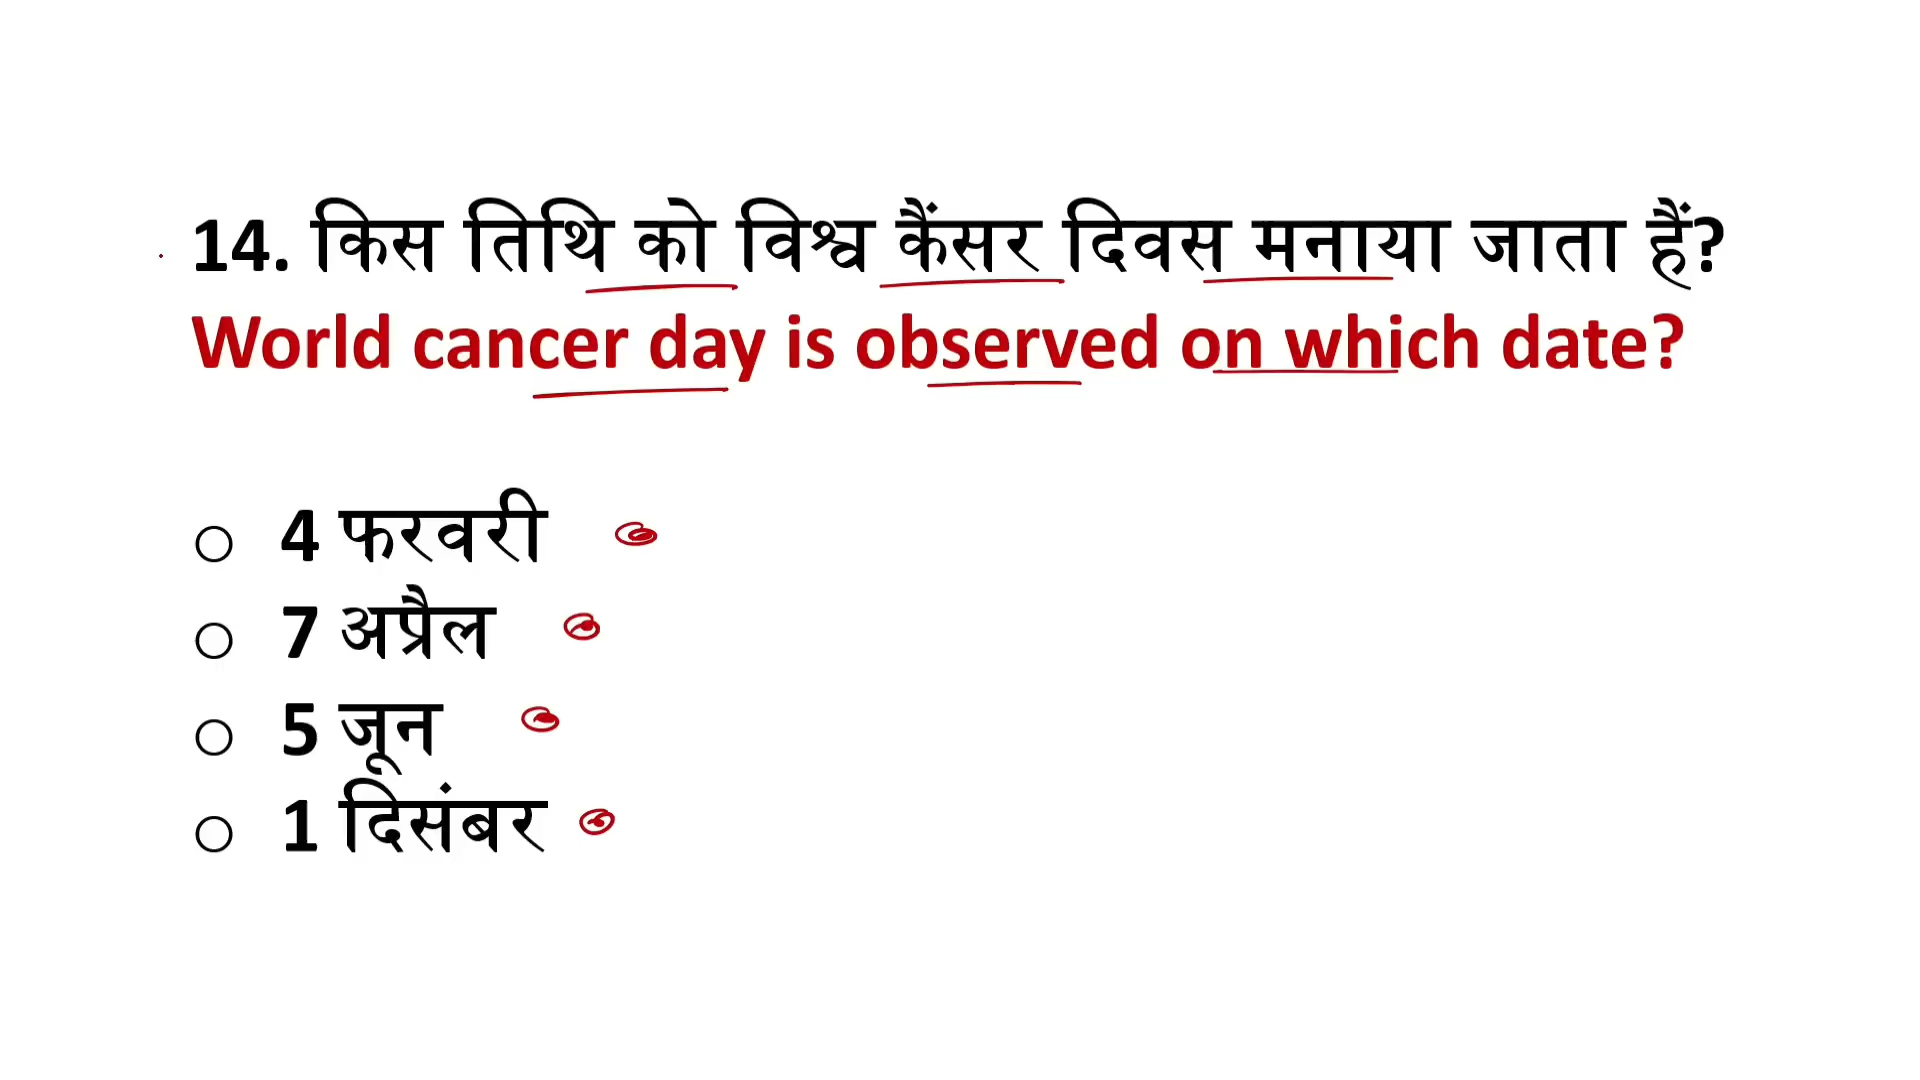 14. किस तिथि को विश्व कैंसर दिवस मनाया जाता हैं?
World cancer day is observed on which date?
4 फरवरी
7 अप्रैल
5 जून
1 दिसंबर